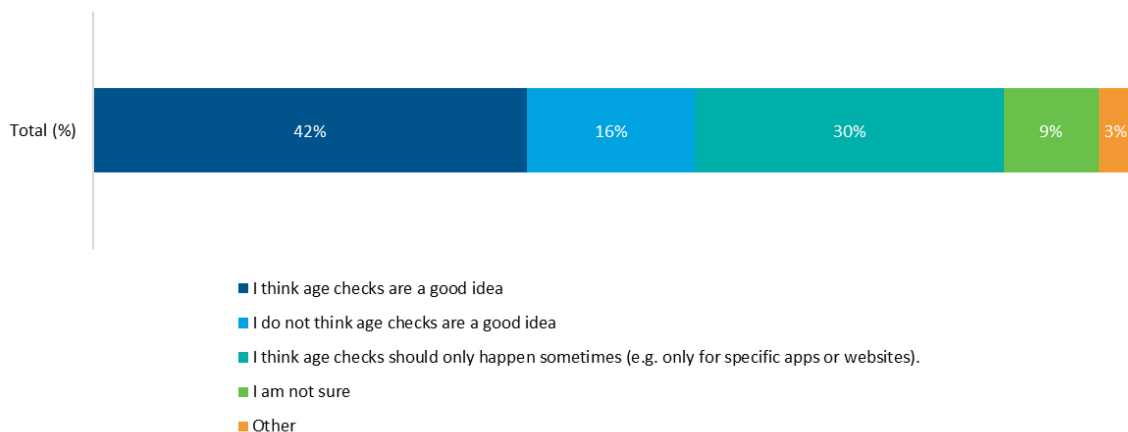 Total (%)
42%
16%
30%
9%
3%
I think age checks are a good idea
I do not think age checks are a good idea
I think age checks should only happen sometimes (e.g. only for specific apps or websites).
I am not sure
Other